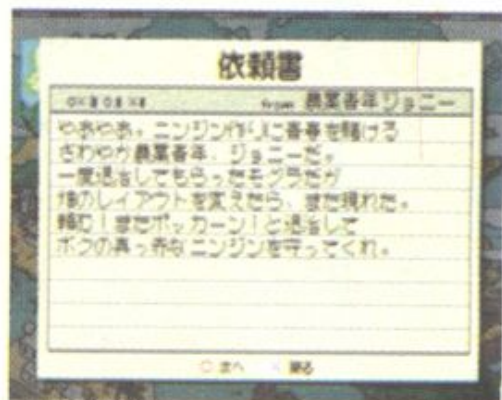 依頼書
from 農業青年ジョニー
やあやあ。ニンジン作りに青春を賭ける
さわやか農業青年、ジョニーだ。
一度退治してもらったモグラだが
畑のレイアウトを変えたら、また現れた。
頼む！またポッカーン！と退治して
ボクの真っ赤なニンジンを守ってくれ。
○ 次へ × 戻る